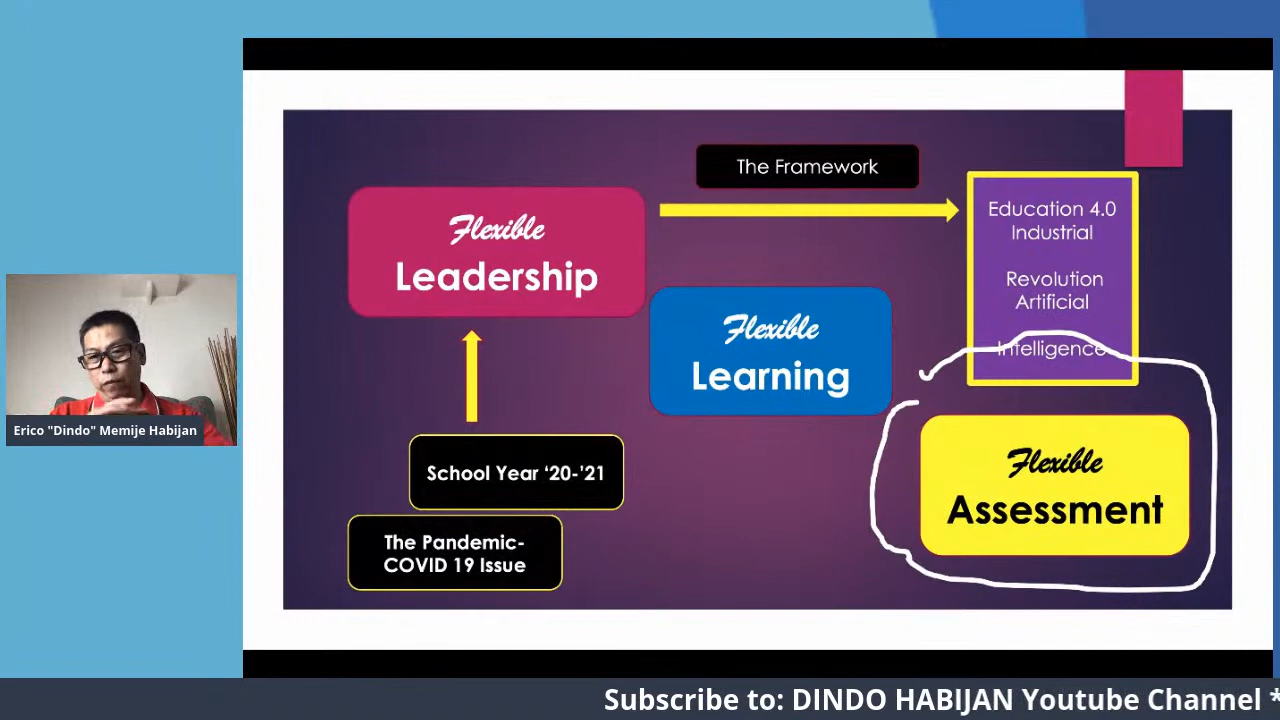 The Framework
Flexible
Leadership
Education 4.0
Industrial
Revolution
Artificial
Intelligence
Flexible
Learning
Flexible
Assessment
School Year ‘20-’21
The Pandemic-
COVID 19 Issue
Erico "Dindo" Memije Habijan
Subscribe to: DINDO HABIJAN Youtube Channel *